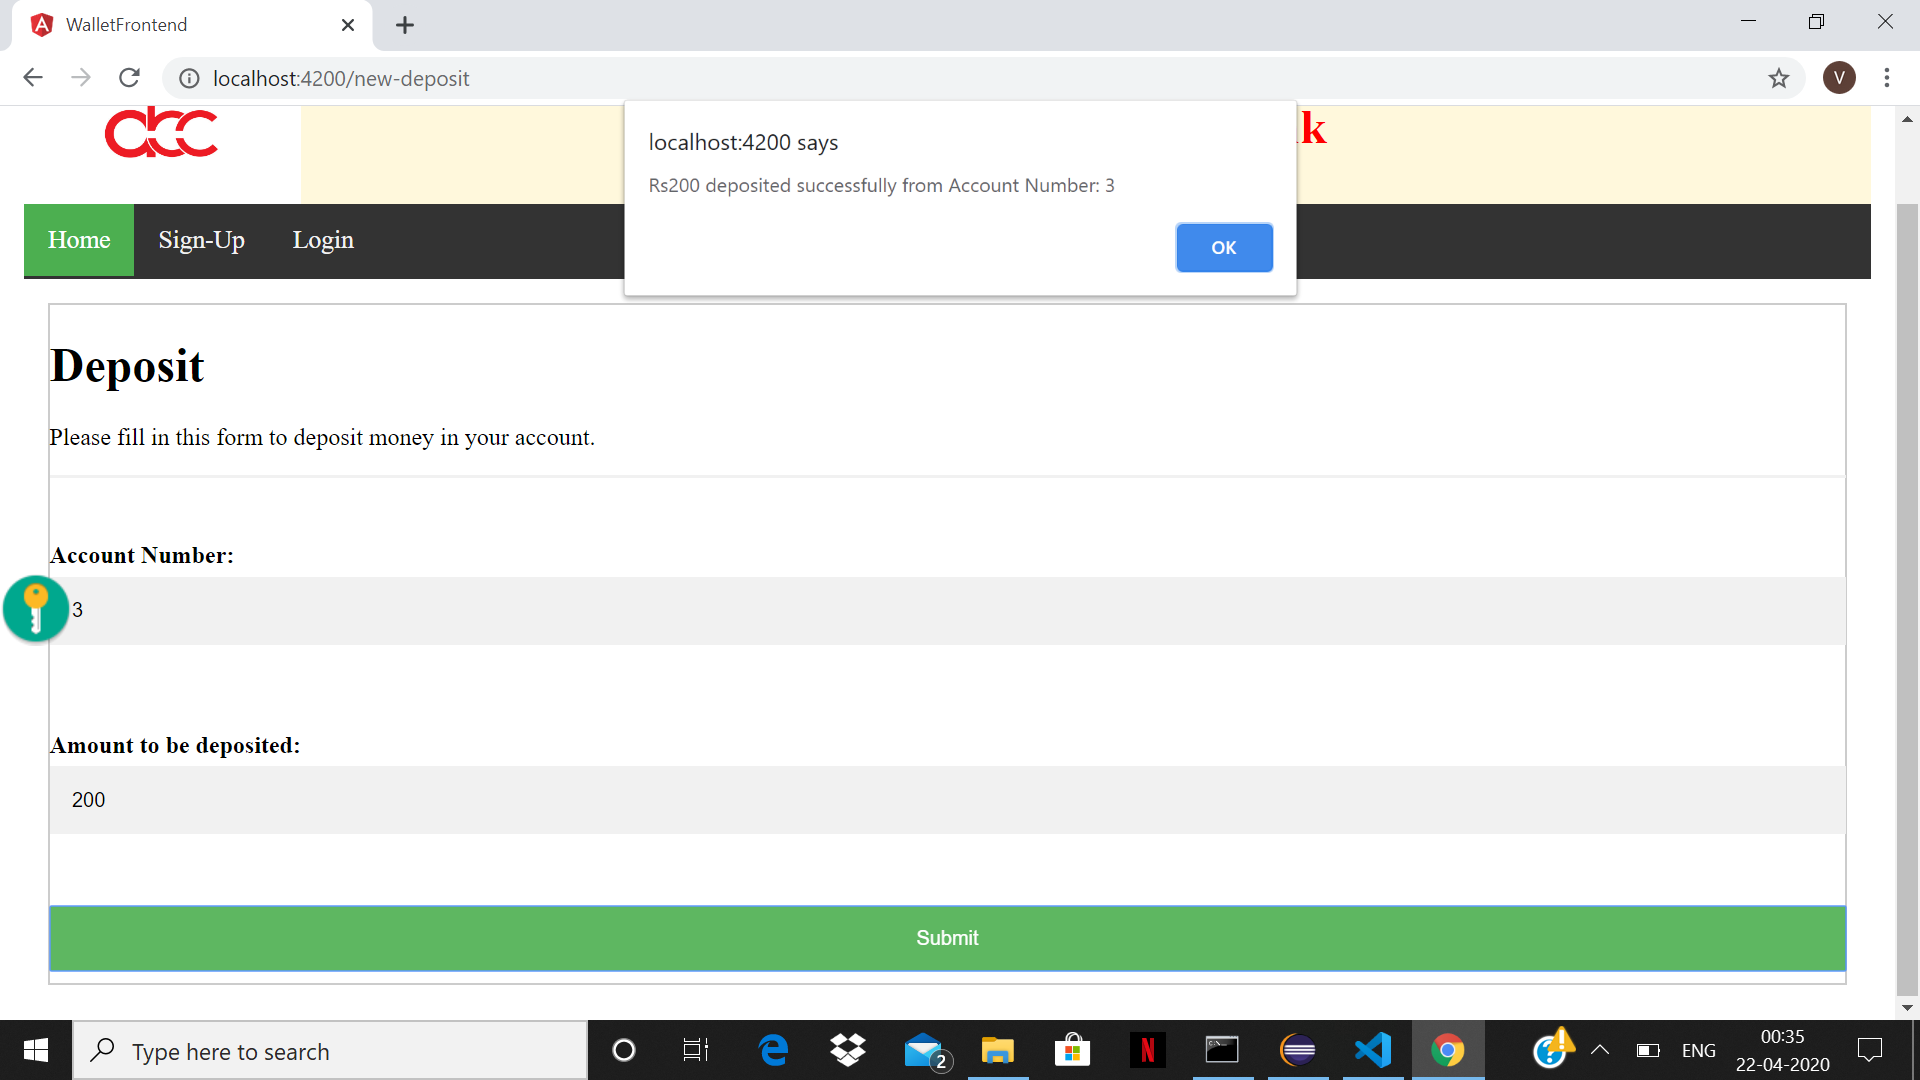 WalletFrontend
localhost:4200/new-deposit
V
acc
k
localhost:4200 says
Rs200 deposited successfully from Account Number: 3
OK
Home
Sign-Up
Login
Deposit
Please fill in this form to deposit money in your account.
Account Number:
3
Amount to be deposited:
200
Submit
Type here to search
2
N
ENG
00:35
22-04-2020